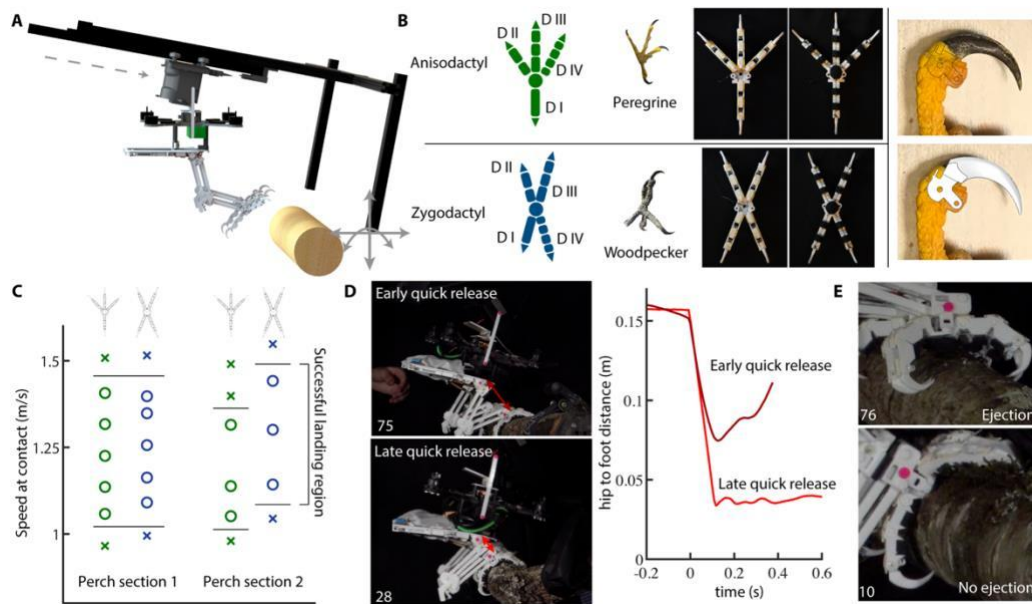 A
B
D III
D II
Anisodactyl
D IV
D I
Peregrine
D II
D III
Zygodactyl
D I
D IV
Woodpecker
C
Speed at contact (m/s)
1.5
1.25
1
Successful landing
region
Perch section 1
Perch section 2
D
Early quick release
75
Late quick release
28
hip to foot distance (m)
0.15
0.10
0.05
0
Early quick release
Late quick release
-0.2
0
0.2
0.4
0.6
time (s)
E
76
Ejection
10
No ejection